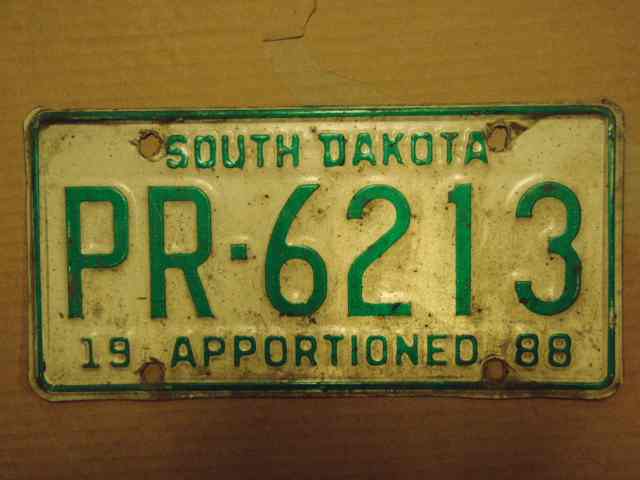 SOUTH DAKOTA
PR·6213
19 APPORTIONED 88